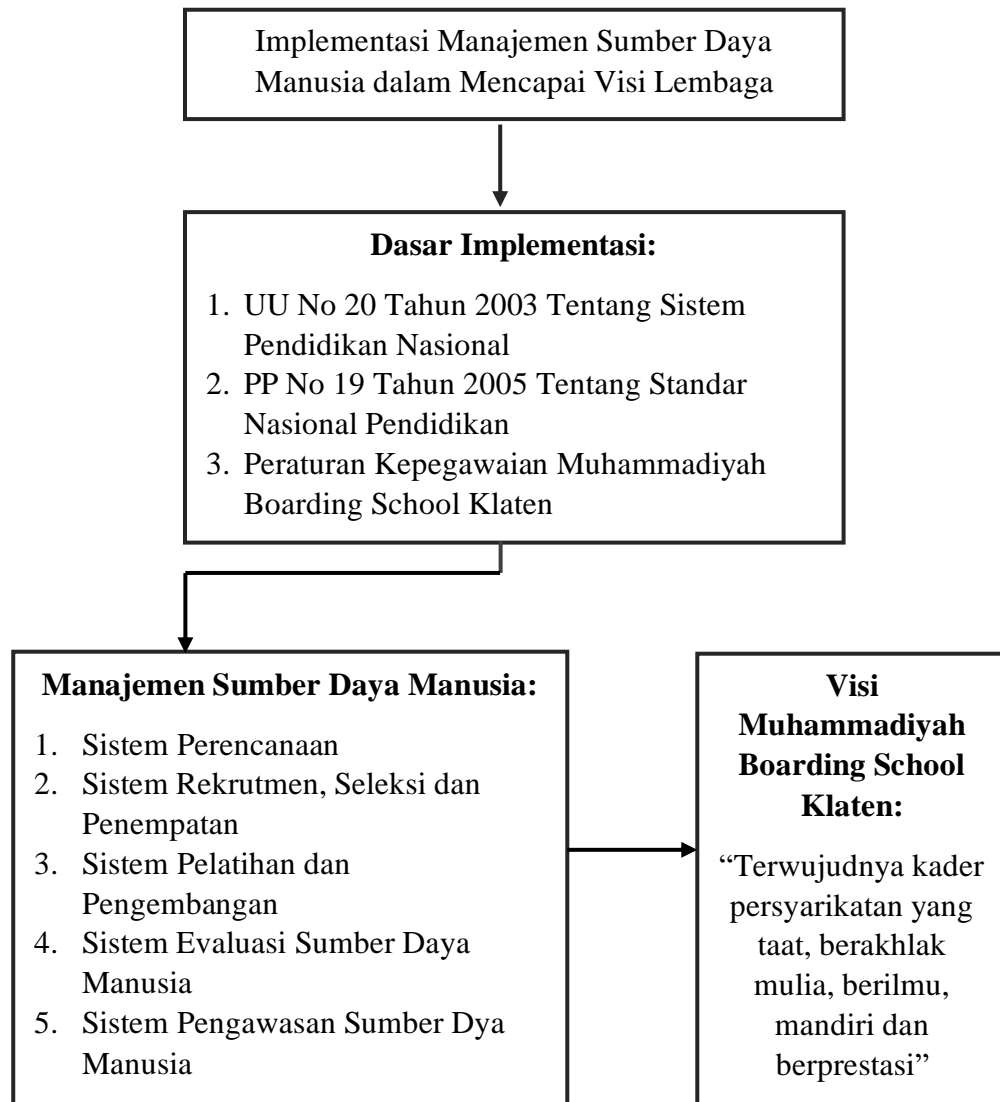 Implementasi Manajemen Sumber Daya
Manusia dalam Mencapai Visi Lembaga
Dasar Implementasi:
1. UU No 20 Tahun 2003 Tentang Sistem
Pendidikan Nasional
2. PP No 19 Tahun 2005 Tentang Standar
Nasional Pendidikan
3. Peraturan Kepegawaian Muhammadiyah
Boarding School Klaten
Manajemen Sumber Daya Manusia:
1. Sistem Perencanaan
2. Sistem Rekrutmen, Seleksi dan
Penempatan
3. Sistem Pelatihan dan
Pengembangan
4. Sistem Evaluasi Sumber Daya
Manusia
5. Sistem Pengawasan Sumber Dya
Manusia
Visi
Muhammadiyah
Boarding School
Klaten:
“Terwujudnya kader
persyarikatan yang
taat, berakhlak
mulia, berilmu,
mandiri dan
berprestasi”